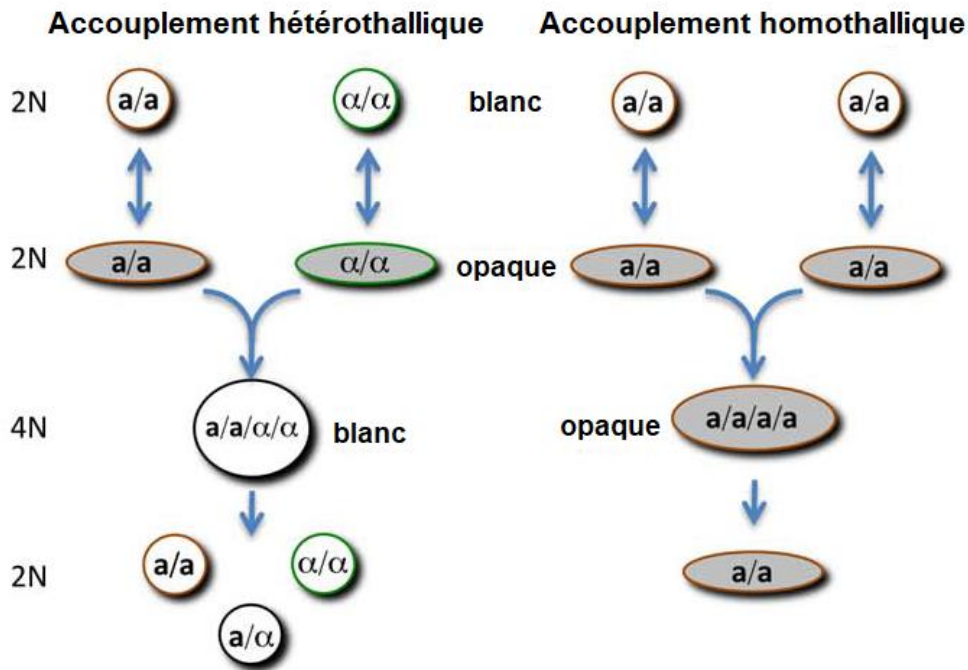 Accouplement hétérothallique Accouplement homothallique
2N a/a α/α blanc a/a a/a
2N a/a α/α opaque a/a a/a
4N a/a/α/α blanc opaque a/a/a/a
2N a/a α/α a/a
a/α